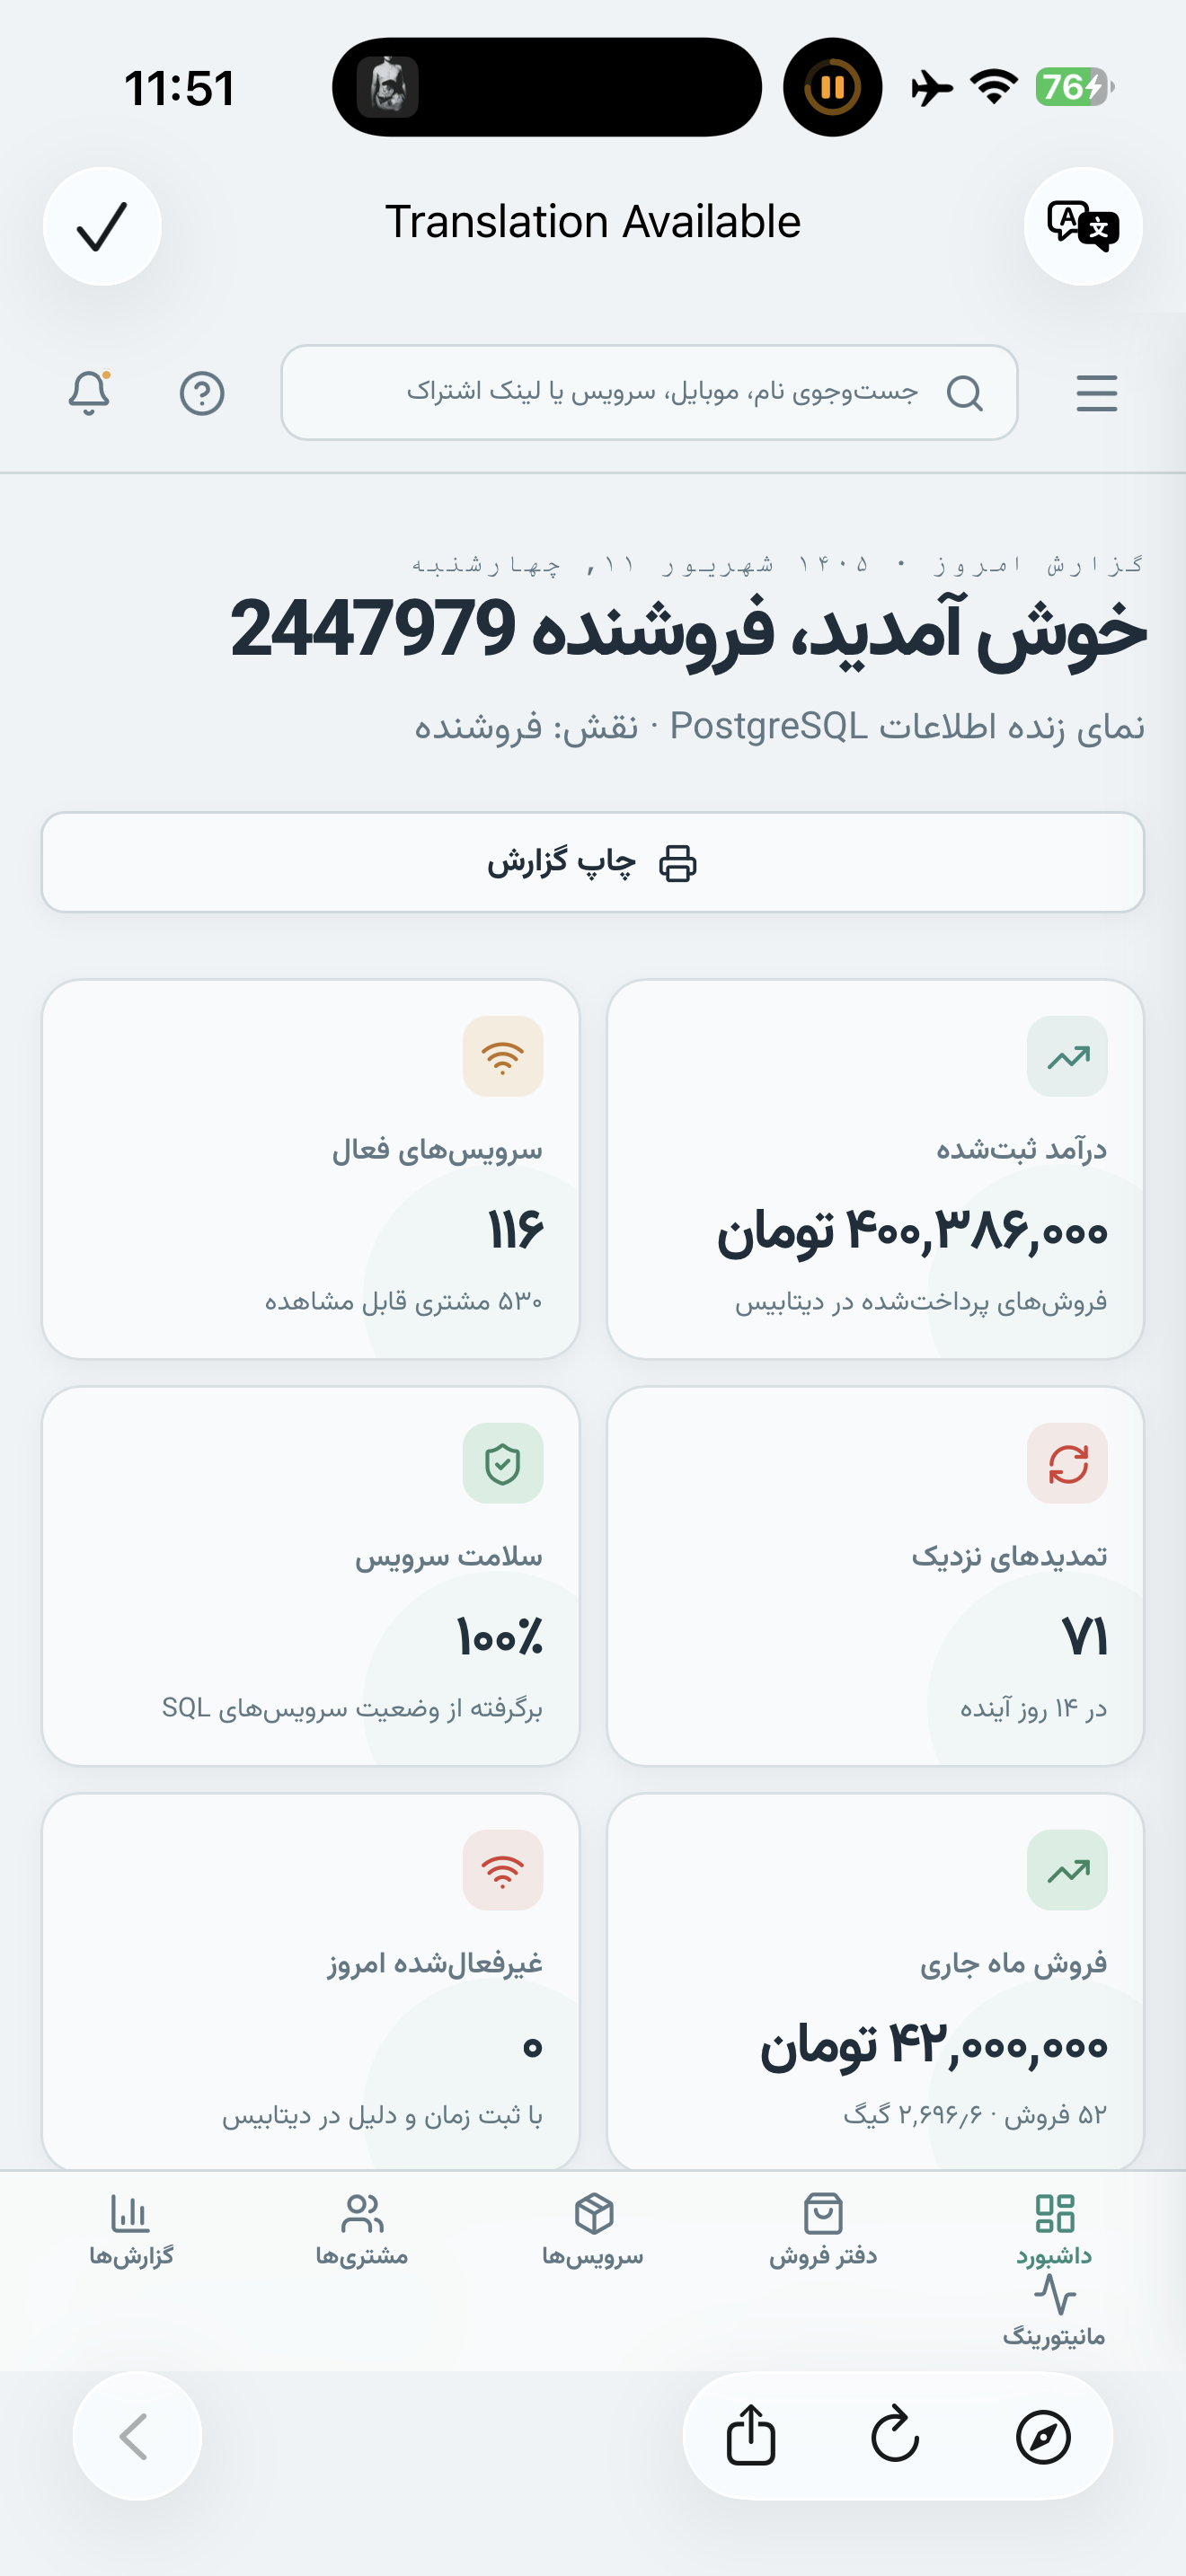 11:51
76
Translation Available
جست‌وجوی نام، موبایل، سرویس یا لینک اشتراک
گزارش امروز · ۱۴۰۵ شهریور ۱۱, چهارشنبه
خوش آمدید، فروشنده 2447979
نمای زنده اطلاعات PostgreSQL · نقش: فروشنده
چاپ گزارش
درآمد ثبت‌شده
۴۰۰,۳۸۶,۰۰۰ تومان
فروش‌های پرداخت‌شده در دیتابیس
سرویس‌های فعال
۱۱۶
۵۳۰ مشتری قابل مشاهده
تمدیدهای نزدیک
۷۱
در ۱۴ روز آینده
سلامت سرویس
۱۰۰٪
برگرفته از وضعیت سرویس‌های SQL
فروش ماه جاری
۴۲,۰۰۰,۰۰۰ تومان
۵۲ فروش · ۲,۶۹۶٫۶ گیگ
غیرفعال‌شده امروز
۰
با ثبت زمان و دلیل در دیتابیس
داشبورد
دفتر فروش
سرویس‌ها
مشتری‌ها
گزارش‌ها
مانیتورینگ